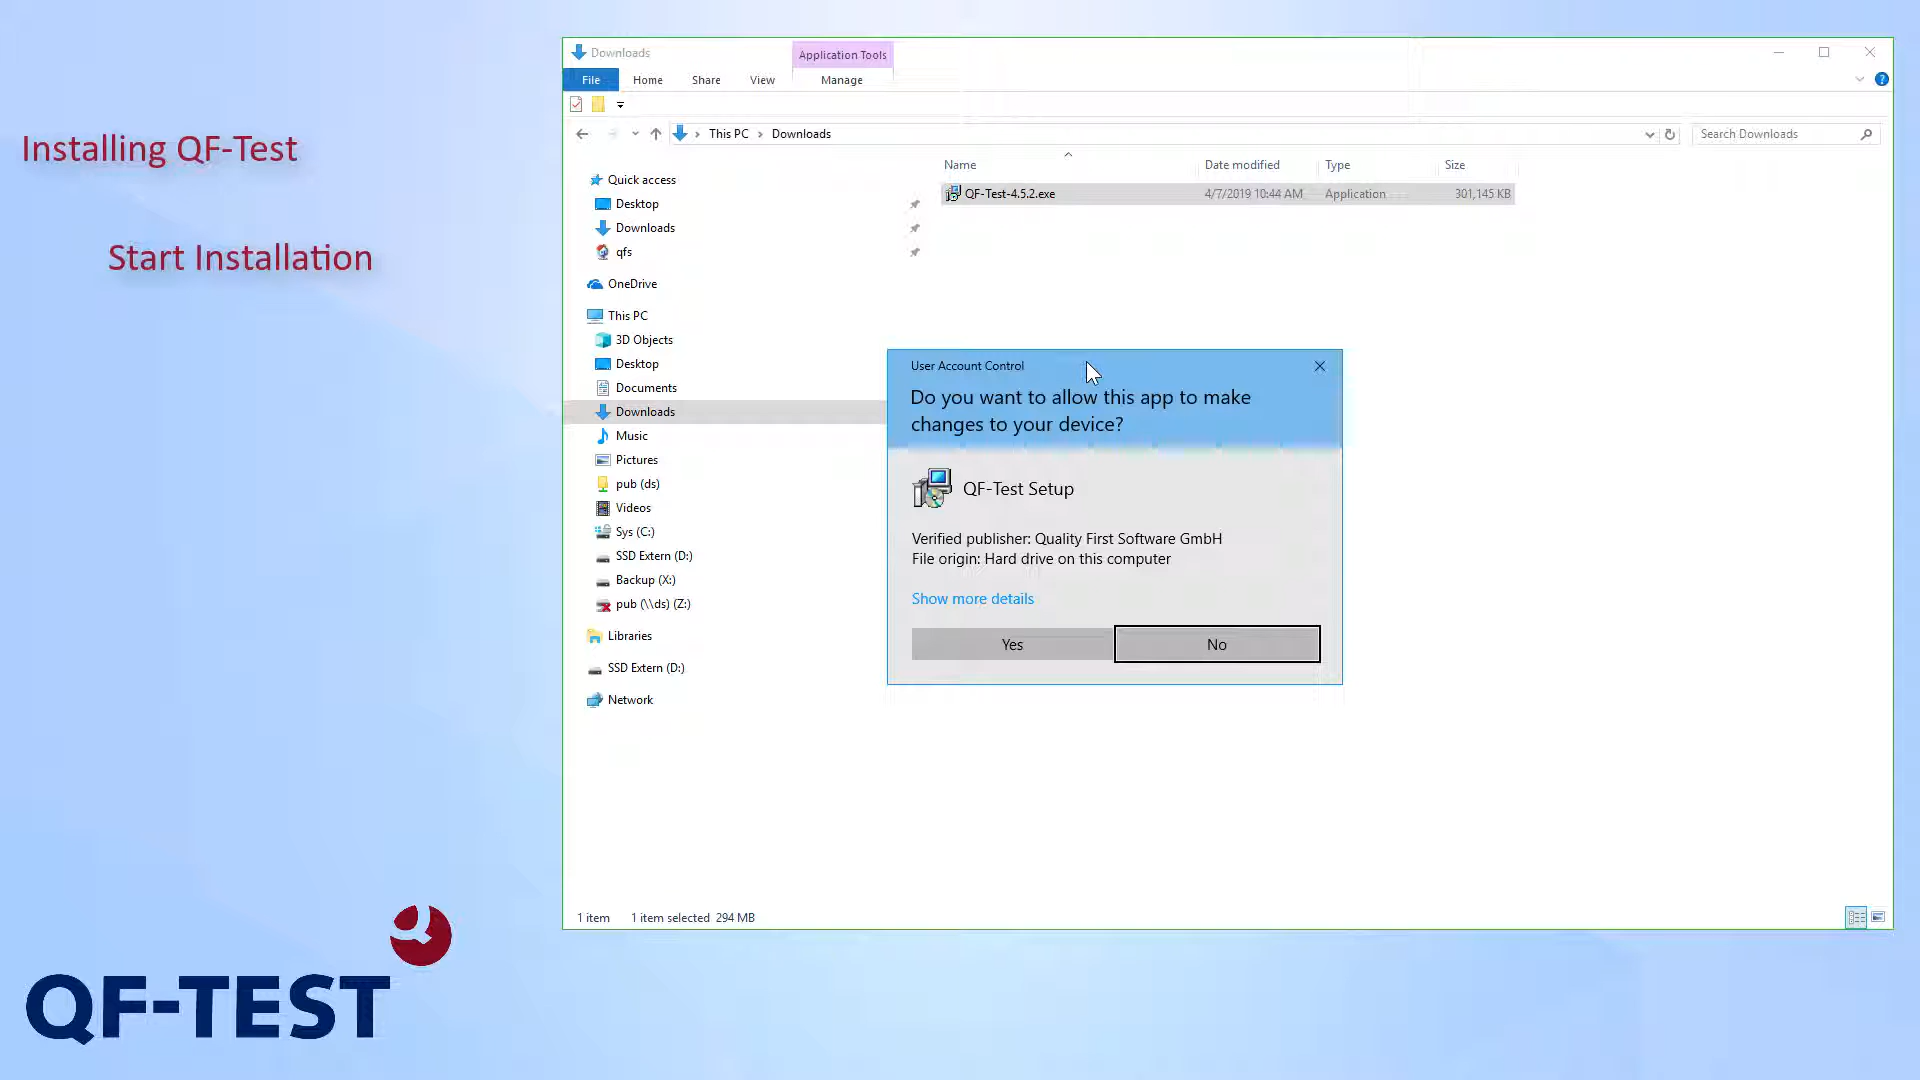 Installing QF-Test
Start Installation
QF-TEST
Downloads
Application Tools
File Home Share View Manage
?
This PC > Downloads
Search Downloads
Name Date modified Type Size
QF-Test-4.5.2.exe 4/7/2019 10:44 AM Application 301,145 KB
Quick access
Desktop
Downloads
qfs
OneDrive
This PC
3D Objects
Desktop
Documents
Downloads
Music
Pictures
pub (ds)
Videos
Sys (C:)
SSD Extern (D:)
Backup (X:)
pub (\\ds) (Z:)
Libraries
SSD Extern (D:)
Network
User Account Control
Do you want to allow this app to make
changes to your device?
QF-Test Setup
Verified publisher: Quality First Software GmbH
File origin: Hard drive on this computer
Show more details
Yes No
1 item 1 item selected 294 MB